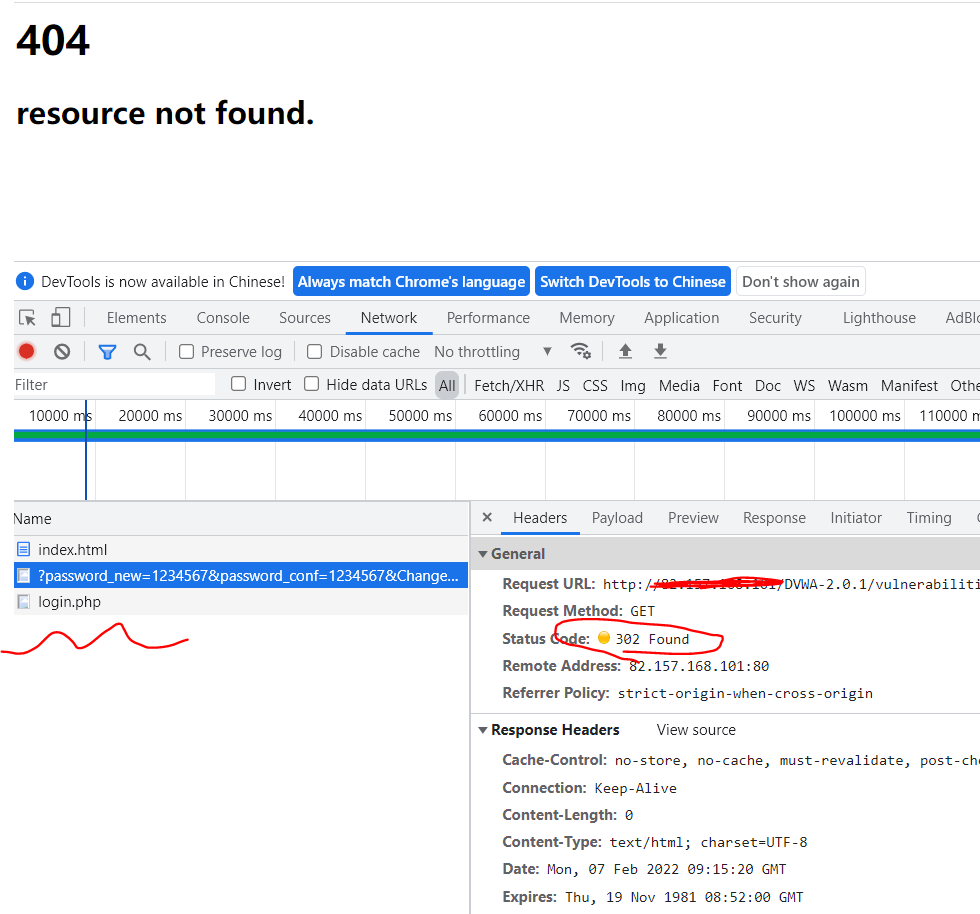 404
resource not found.
DevTools is now available in Chinese! Always match Chrome's language Switch DevTools to Chinese Don't show again
Elements Console Sources Network Performance Memory Application Security Lighthouse AdBlo
Preserve log Disable cache No throttling
Filter Invert Hide data URLs All Fetch/XHR JS CSS Img Media Font Doc WS Wasm Manifest Othe
10000 ms 20000 ms 30000 ms 40000 ms 50000 ms 60000 ms 70000 ms 80000 ms 90000 ms 100000 ms 110000 m
Name
index.html
?password_new=1234567&password_conf=1234567&Change...
login.php
Headers Payload Preview Response Initiator Timing
General
Request URL: http:/ /DVWA-2.0.1/vulnerabiliti
Request Method: GET
Status Code: 302 Found
Remote Address: 82.157.168.101:80
Referrer Policy: strict-origin-when-cross-origin
Response Headers View source
Cache-Control: no-store, no-cache, must-revalidate, post-che
Connection: Keep-Alive
Content-Length: 0
Content-Type: text/html; charset=UTF-8
Date: Mon, 07 Feb 2022 09:15:20 GMT
Expires: Thu, 19 Nov 1981 08:52:00 GMT